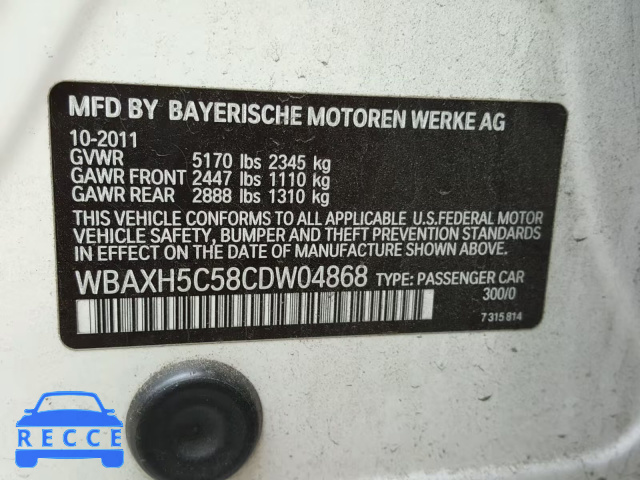 MFD BY BAYERISCHE MOTOREN WERKE AG
10-2011
GVWR 5170 lbs 2345 kg
GAWR FRONT 2447 lbs 1110 kg
GAWR REAR 2888 lbs 1310 kg
THIS VEHICLE CONFORMS TO ALL APPLICABLE U.S.FEDERAL MOTOR
VEHICLE SAFETY, BUMPER AND THEFT PREVENTION STANDARDS
IN EFFECT ON THE DATE OF MANUFACTURE SHOWN ABOVE.
WBAXH5C58CDW04868 TYPE: PASSENGER CAR
300/0
7 315 814
RECCE